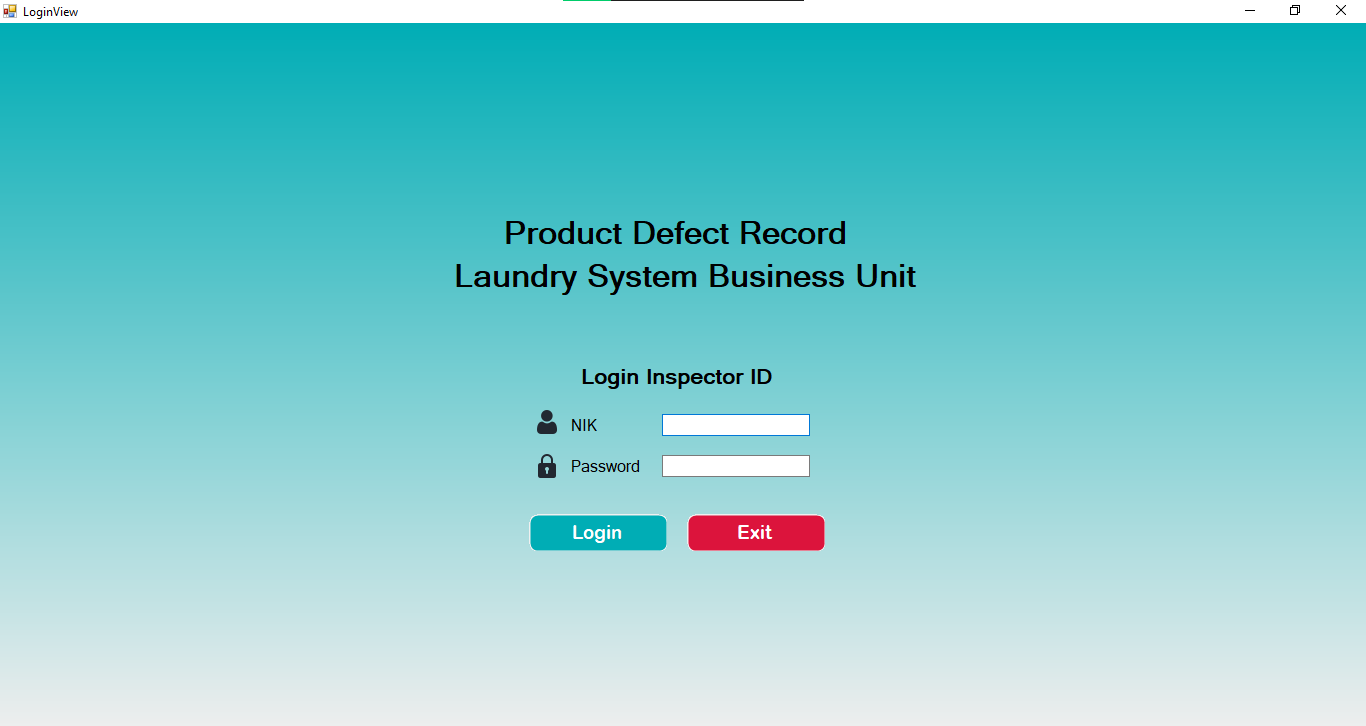 LoginView
Product Defect Record
Laundry System Business Unit
Login Inspector ID
NIK
Password
Login Exit